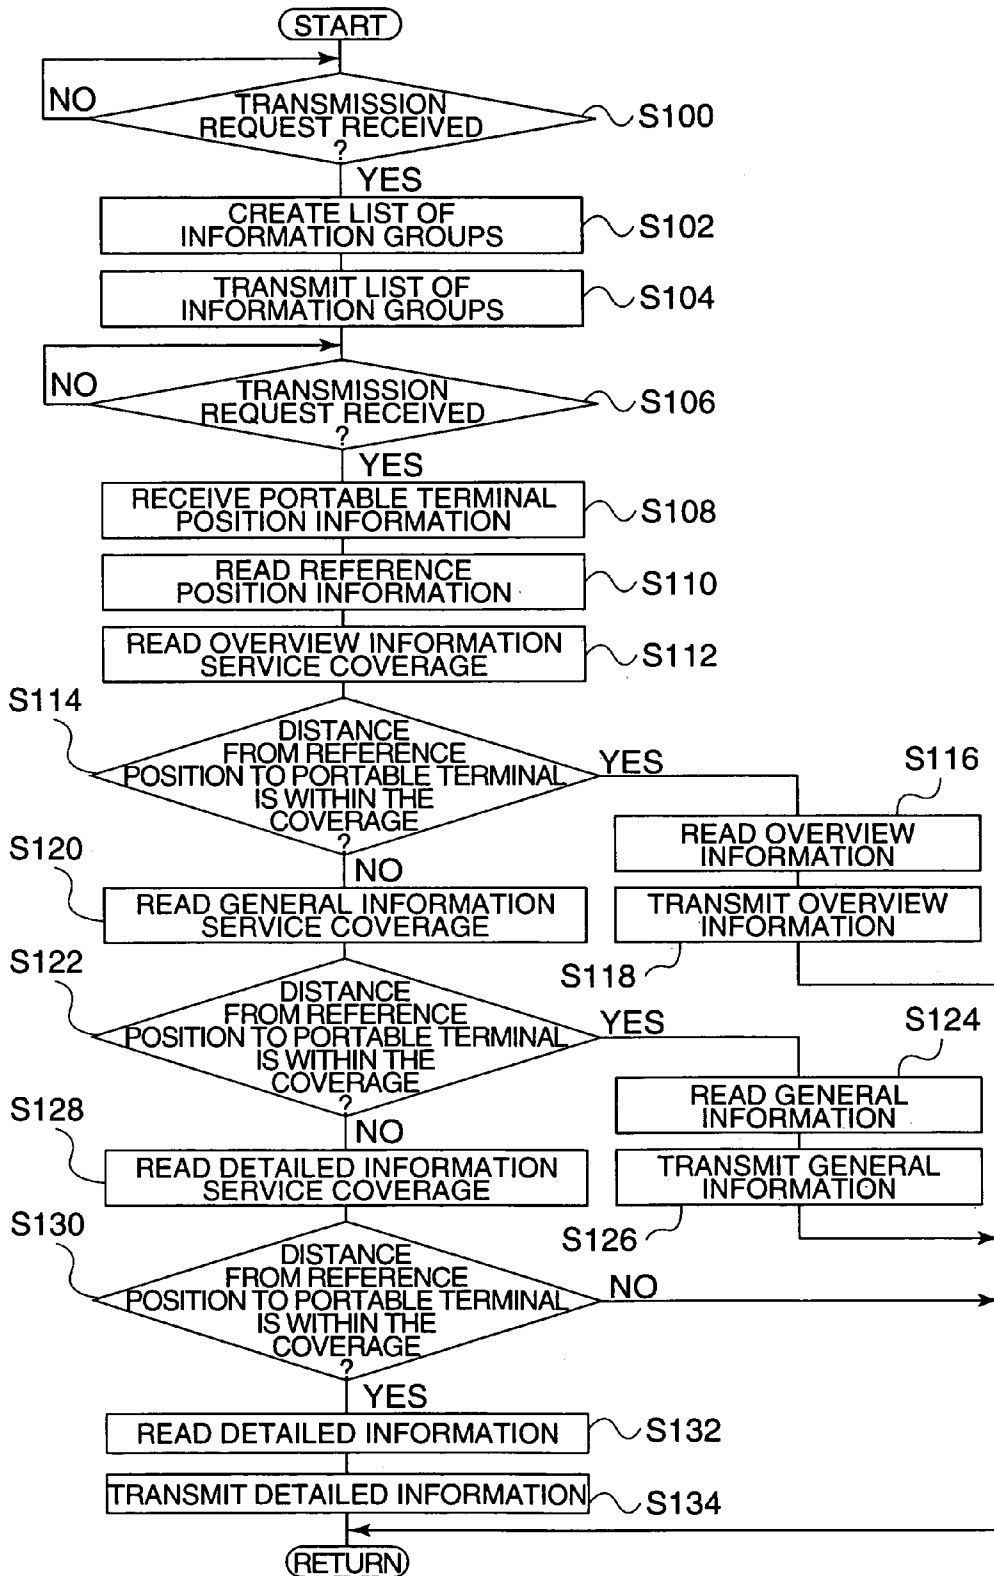 START
NO
TRANSMISSION
REQUEST RECEIVED
?
S100
YES
CREATE LIST OF
INFORMATION GROUPS
S102
TRANSMIT LIST OF
INFORMATION GROUPS
S104
NO
TRANSMISSION
REQUEST RECEIVED
?
S106
YES
RECEIVE PORTABLE TERMINAL
POSITION INFORMATION
S108
READ REFERENCE
POSITION INFORMATION
S110
READ OVERVIEW INFORMATION
SERVICE COVERAGE
S112
S114
DISTANCE
FROM REFERENCE
POSITION TO PORTABLE TERMINAL
IS WITHIN THE
COVERAGE
?
YES
S116
READ OVERVIEW
INFORMATION
TRANSMIT OVERVIEW
INFORMATION
S118
NO
S120
READ GENERAL INFORMATION
SERVICE COVERAGE
S122
DISTANCE
FROM REFERENCE
POSITION TO PORTABLE TERMINAL
IS WITHIN THE
COVERAGE
?
YES
S124
READ GENERAL
INFORMATION
TRANSMIT GENERAL
INFORMATION
S126
NO
S128
READ DETAILED INFORMATION
SERVICE COVERAGE
S130
DISTANCE
FROM REFERENCE
POSITION TO PORTABLE TERMINAL
IS WITHIN THE
COVERAGE
?
NO
YES
READ DETAILED INFORMATION
S132
TRANSMIT DETAILED INFORMATION
S134
RETURN